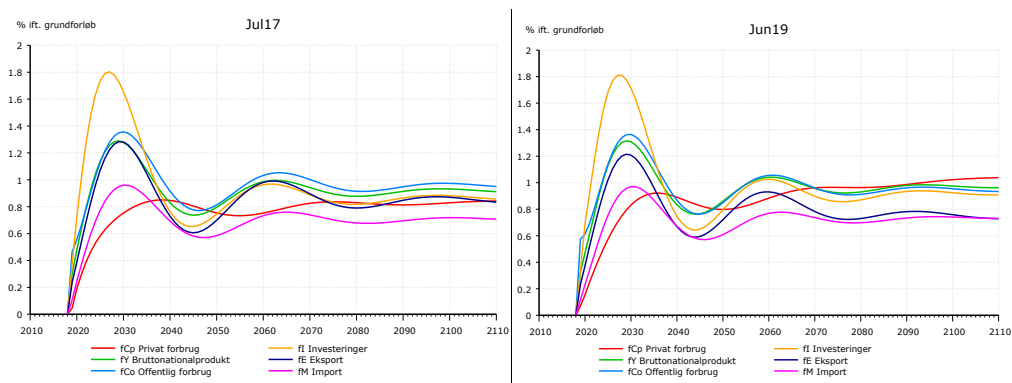 % ift. grundforløb
Jul17
2
1.8
1.6
1.4
1.2
1
0.8
0.6
0.4
0.2
0
2010 2020 2030 2040 2050 2060 2070 2080 2090 2100 2110
fCp Privat forbrug
fI Investeringer
fY Bruttonationalprodukt
fE Eksport
fCo Offentlig forbrug
fM Import
% ift. grundforløb
Jun19
2
1.8
1.6
1.4
1.2
1
0.8
0.6
0.4
0.2
0
2010 2020 2030 2040 2050 2060 2070 2080 2090 2100 2110
fCp Privat forbrug
fI Investeringer
fY Bruttonationalprodukt
fE Eksport
fCo Offentlig forbrug
fM Import